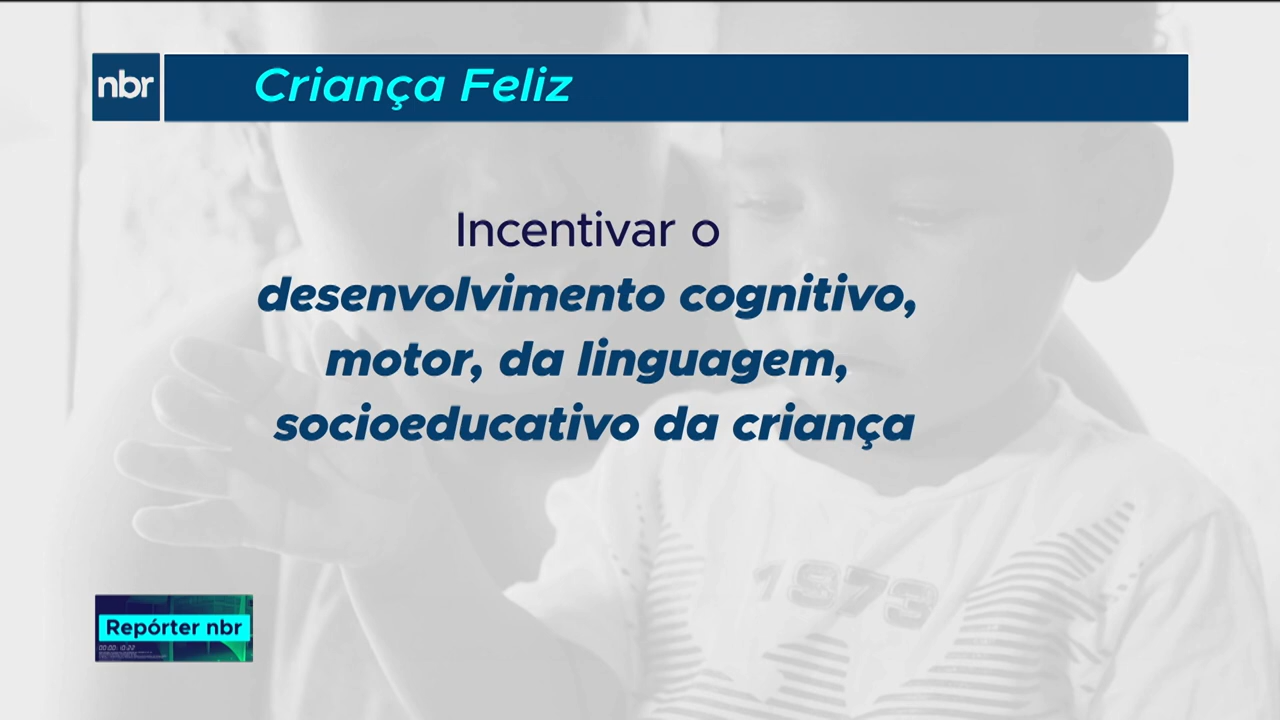 nbr
Criança Feliz
Incentivar o
desenvolvimento cognitivo,
motor, da linguagem,
socioeducativo da criança
1973
Repórter nbr